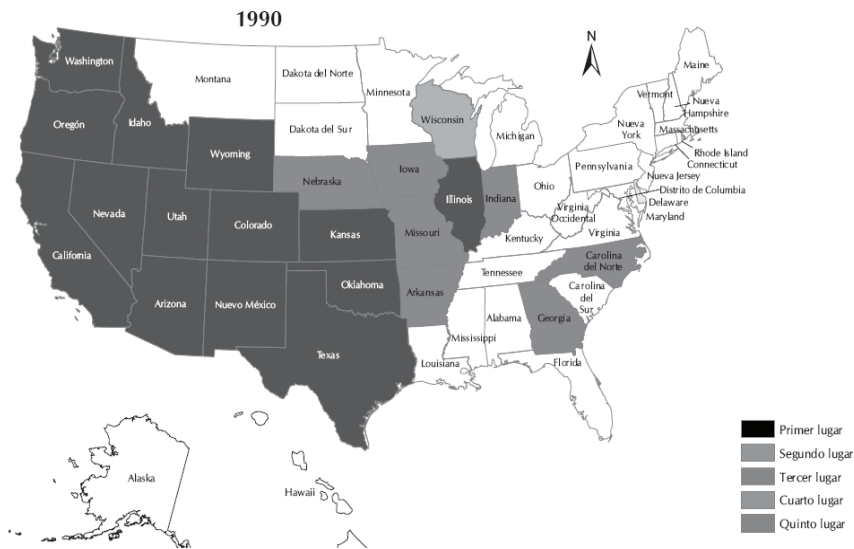 1990
N
Washington
Montana
Dakota del Norte
Minnesota
Maine
Oregón
Idaho
Dakota del Sur
Wisconsin
Michigan
Vermont
Nueva
Hampshire
Nueva
York
Massachusetts
Rhode Island
Connecticut
Wyoming
Nebraska
Iowa
Illinois
Indiana
Ohio
Pennsylvania
Nueva Jersey
Distrito de Columbia
Delaware
Maryland
Nevada
Utah
Colorado
Kansas
Missouri
Kentucky
Virginia
Occidental
Virginia
California
Arizona
Nuevo México
Oklahoma
Arkansas
Tennessee
Carolina
del Norte
Carolina
del
Sur
Texas
Louisiana
Mississippi
Alabama
Georgia
Florida
Alaska
Hawaii
Primer lugar
Segundo lugar
Tercer lugar
Cuarto lugar
Quinto lugar